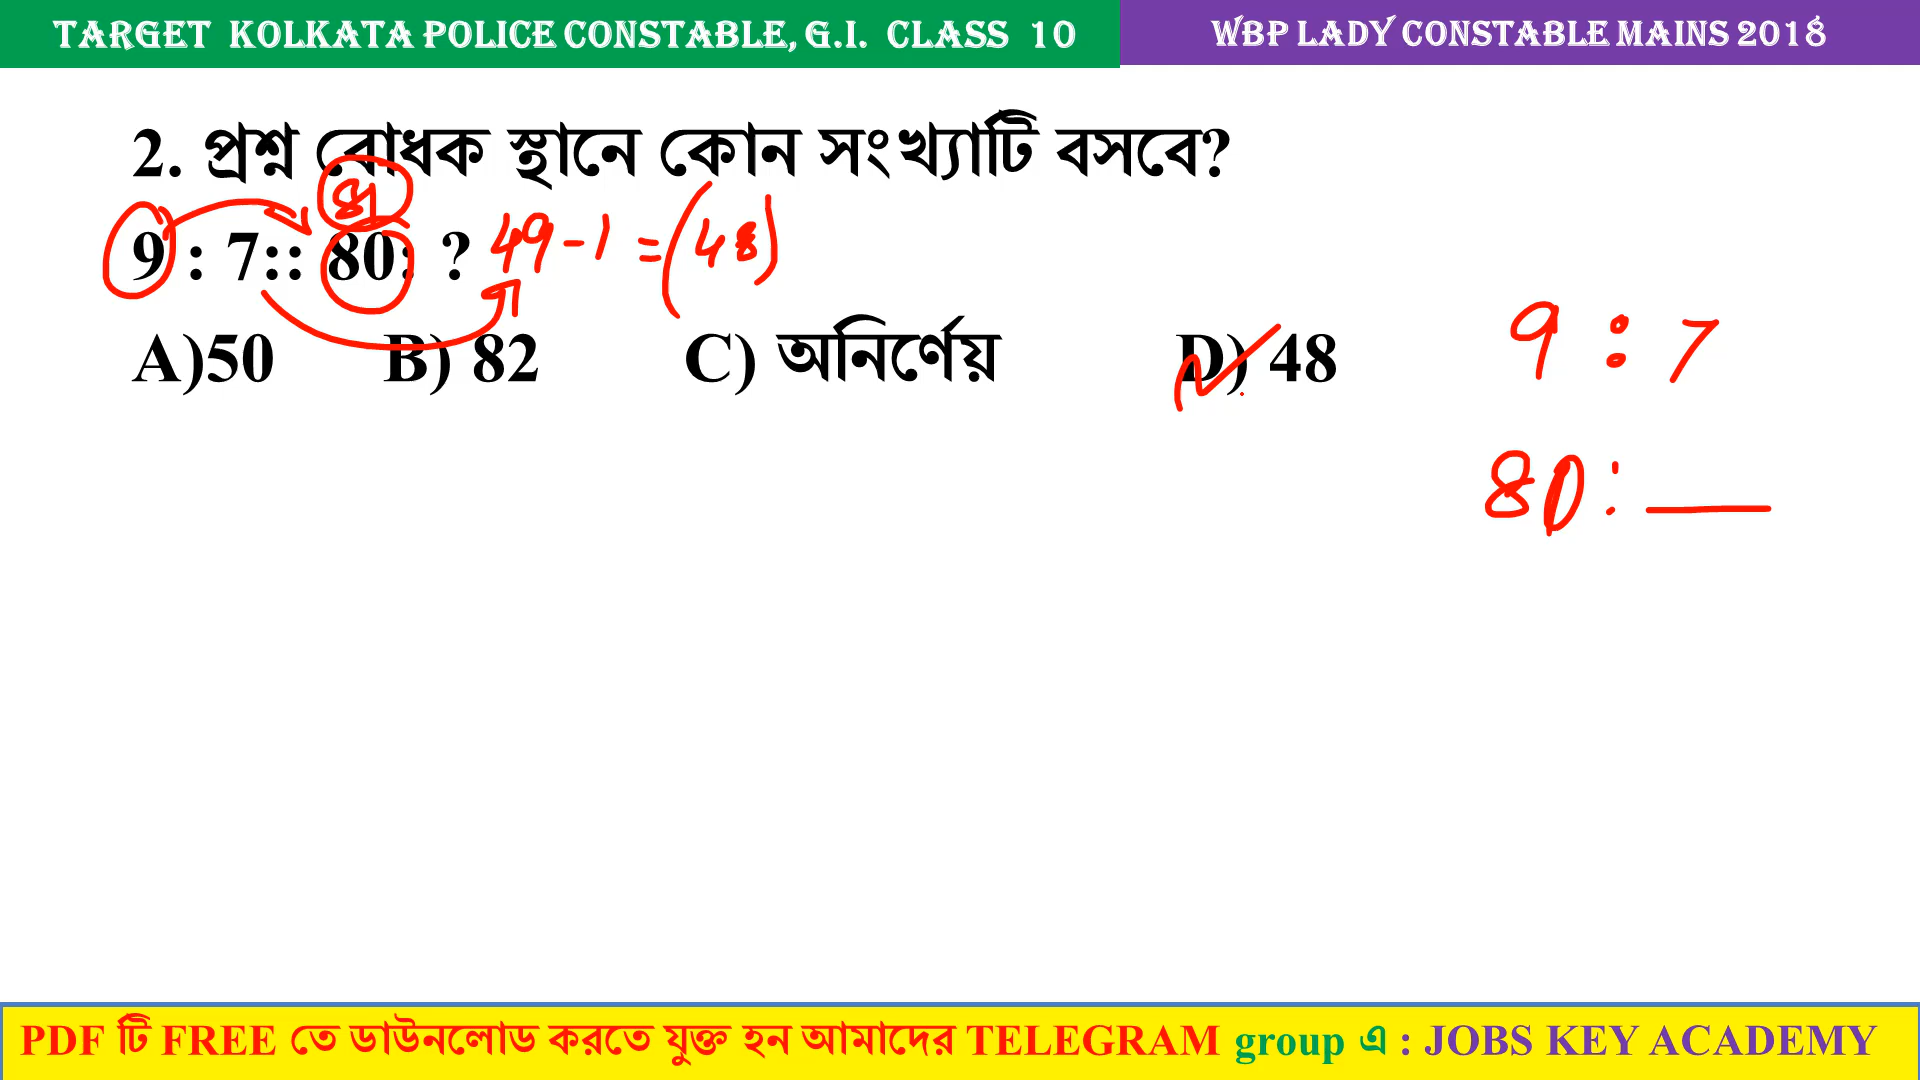 TARGET KOLKATA POLICE CONSTABLE, G.I. CLASS 10
WBP LADY CONSTABLE MAINS 2018
2. প্রশ্ন বোধক স্থানে কোন সংখ্যাটি বসবে?
81
9 : 7:: 80: ? 49-1 = (48)
A)50 B) 82 C) অনির্ণেয় D) 48
9 : 7
80 : __
PDF টি FREE তে ডাউনলোড করতে যুক্ত হন আমাদের TELEGRAM group এ : JOBS KEY ACADEMY